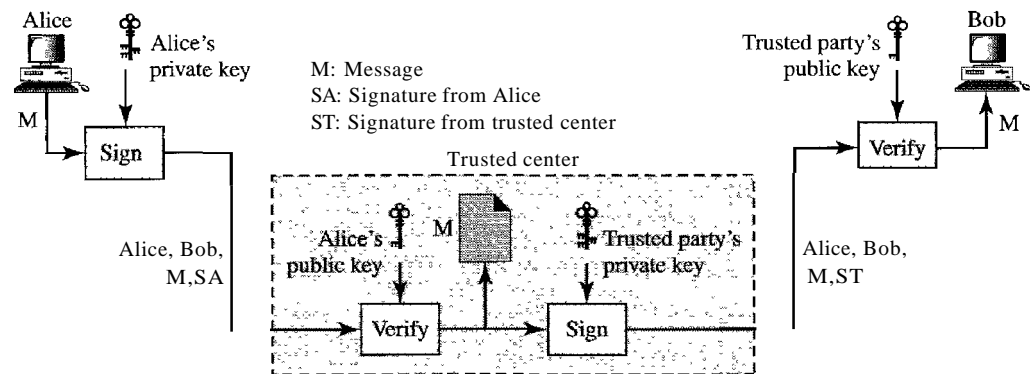 Alice
Alice's
private key
M
Sign
M: Message
SA: Signature from Alice
ST: Signature from trusted center
Trusted party's
public key
Bob
M
Verify
Trusted center
Alice, Bob,
M,SA
Alice's
public key
M
Trusted party's
private key
Verify
Sign
Alice, Bob,
M,ST